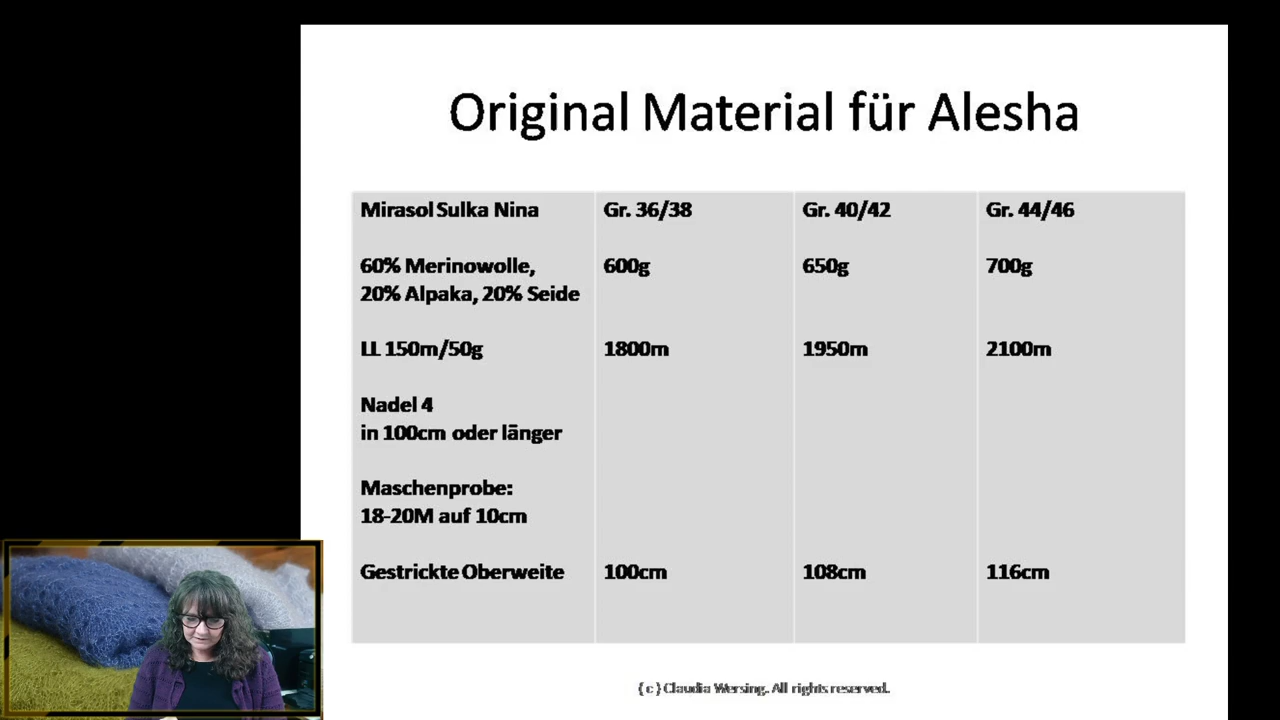 Original Material für Alesha
Mirasol Sulka Nina Gr. 36/38 Gr. 40/42 Gr. 44/46
60% Merinowolle, 600g 650g 700g
20% Alpaka, 20% Seide
LL 150m/50g 1800m 1950m 2100m
Nadel 4
in 100cm oder länger
Maschenprobe:
18-20M auf 10cm
Gestrickte Oberweite 100cm 108cm 116cm
(c) Claudia Wersing. All rights reserved.